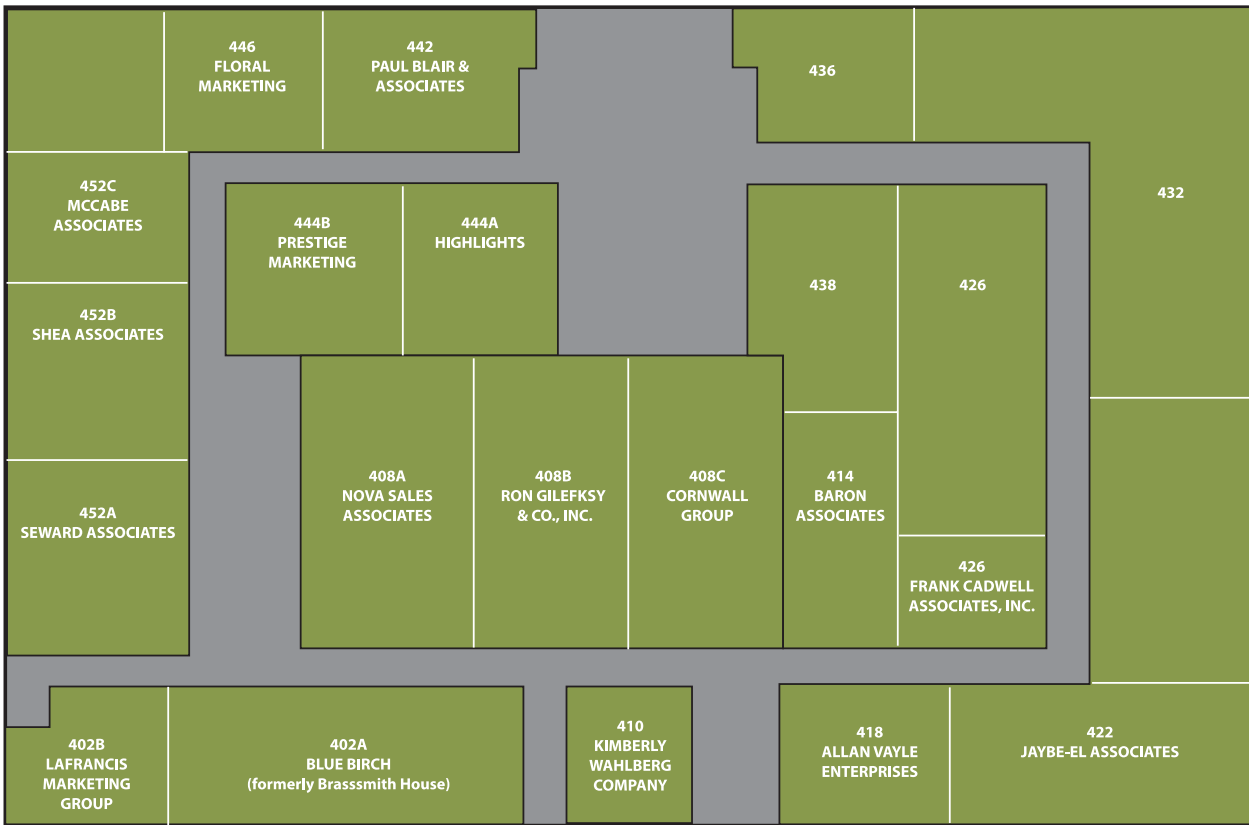 446
FLORAL
MARKETING
442
PAUL BLAIR &
ASSOCIATES
436
452C
MCCABE
ASSOCIATES
444B
PRESTIGE
MARKETING
444A
HIGHLIGHTS
432
438
426
452B
SHEA ASSOCIATES
408A
NOVA SALES
ASSOCIATES
408B
RON GILEFKSY
& CO., INC.
408C
CORNWALL
GROUP
414
BARON
ASSOCIATES
452A
SEWARD ASSOCIATES
426
FRANK CADWELL
ASSOCIATES, INC.
402B
LAFRANCIS
MARKETING
GROUP
402A
BLUE BIRCH
(formerly Brasssmith House)
410
KIMBERLY
WAHLBERG
COMPANY
418
ALLAN VAYLE
ENTERPRISES
422
JAYBE-EL ASSOCIATES